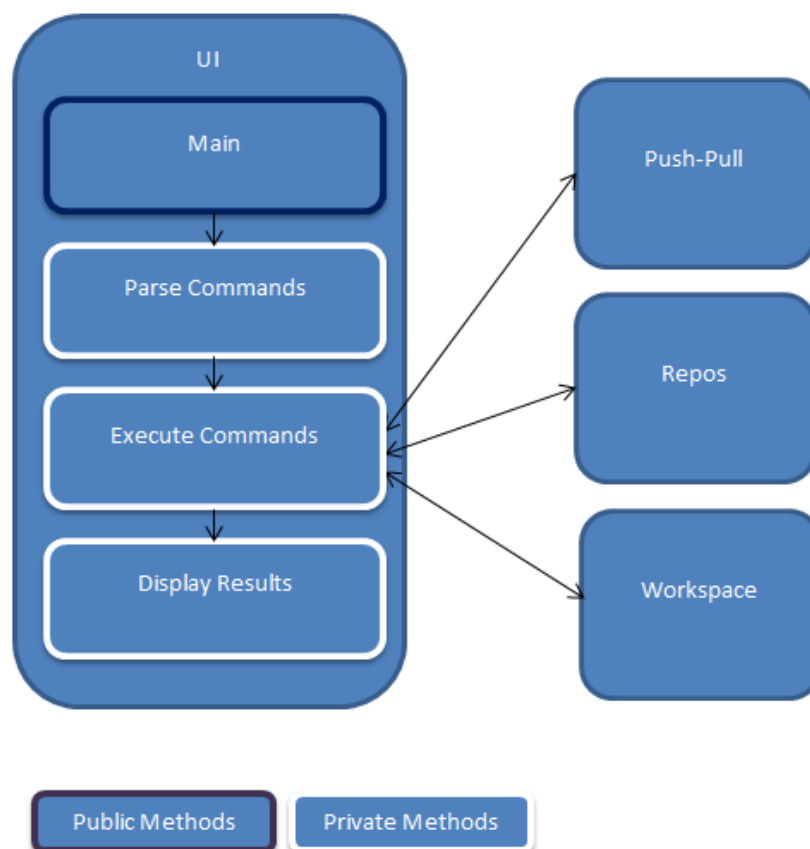 UI
Main
Parse Commands
Execute Commands
Display Results
Push-Pull
Repos
Workspace
Public Methods
Private Methods